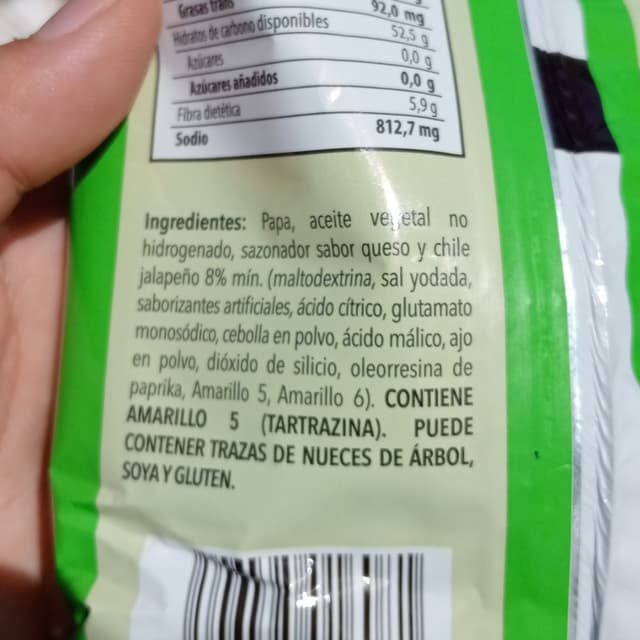 Grasas trans 92,0 mg
Hidratos de carbono disponibles 52,5 g
Azúcares 0,0 g
Azúcares añadidos 0,0 g
Fibra dietética 5,9 g
Sodio 812,7 mg
Ingredientes: Papa, aceite vegetal no
hidrogenado, sazonador sabor queso y chile
jalapeño 8% mín. (maltodextrina, sal yodada,
saborizantes artificiales, ácido cítrico, glutamato
monosódico, cebolla en polvo, ácido málico, ajo
en polvo, dióxido de silicio, oleorresina de
paprika, Amarillo 5, Amarillo 6). CONTIENE
AMARILLO 5 (TARTRAZINA). PUEDE
CONTENER TRAZAS DE NUECES DE ÁRBOL,
SOYA Y GLUTEN.